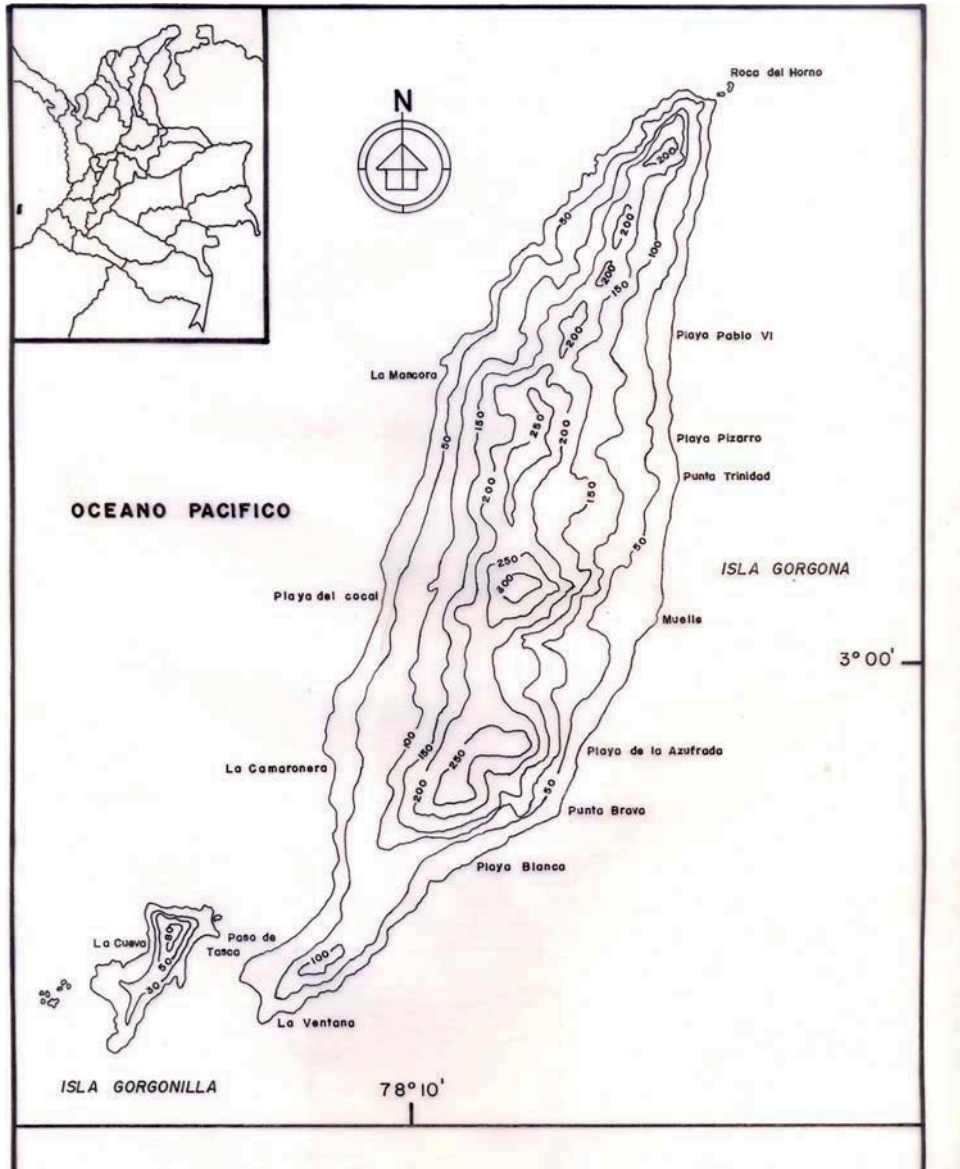 Roca del Horno
N
200
50
200
100
200
150
200
Playa Pablo VI
La Mancora
50
150
250
200
Playa Pizarro
Punta Trinidad
200
150
OCEANO PACIFICO
50
250
ISLA GORGONA
300
Playa del cocal
Muelle
3°00'
100
150
250
Playa de la Azufrada
La Camaronera
200
50
Punta Brava
Playa Blanca
80
La Cueva
Paso de
Tasca
50
30
100
La Ventana
ISLA GORGONILLA
78°10'